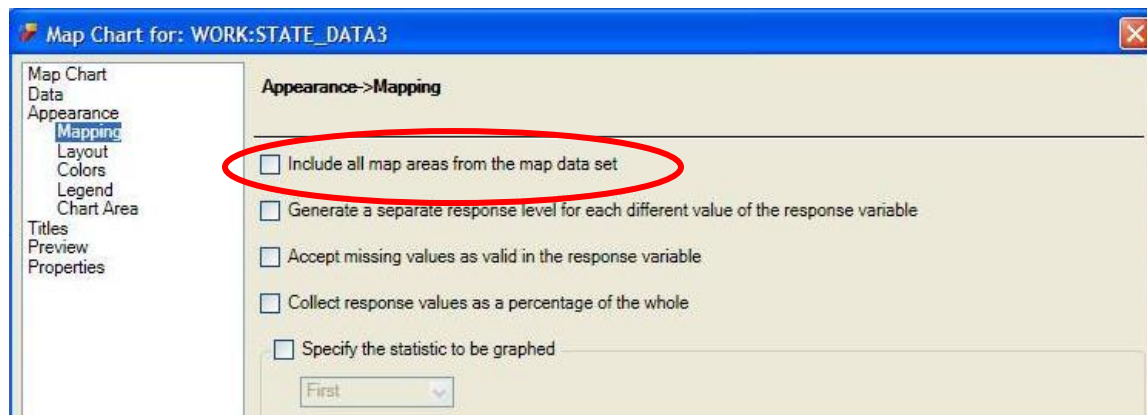 Map Chart for: WORK:STATE_DATA3
Map Chart
Data
Appearance
Mapping
Layout
Colors
Legend
Chart Area
Titles
Preview
Properties
Appearance->Mapping
Include all map areas from the map data set
Generate a separate response level for each different value of the response variable
Accept missing values as valid in the response variable
Collect response values as a percentage of the whole
Specify the statistic to be graphed
First